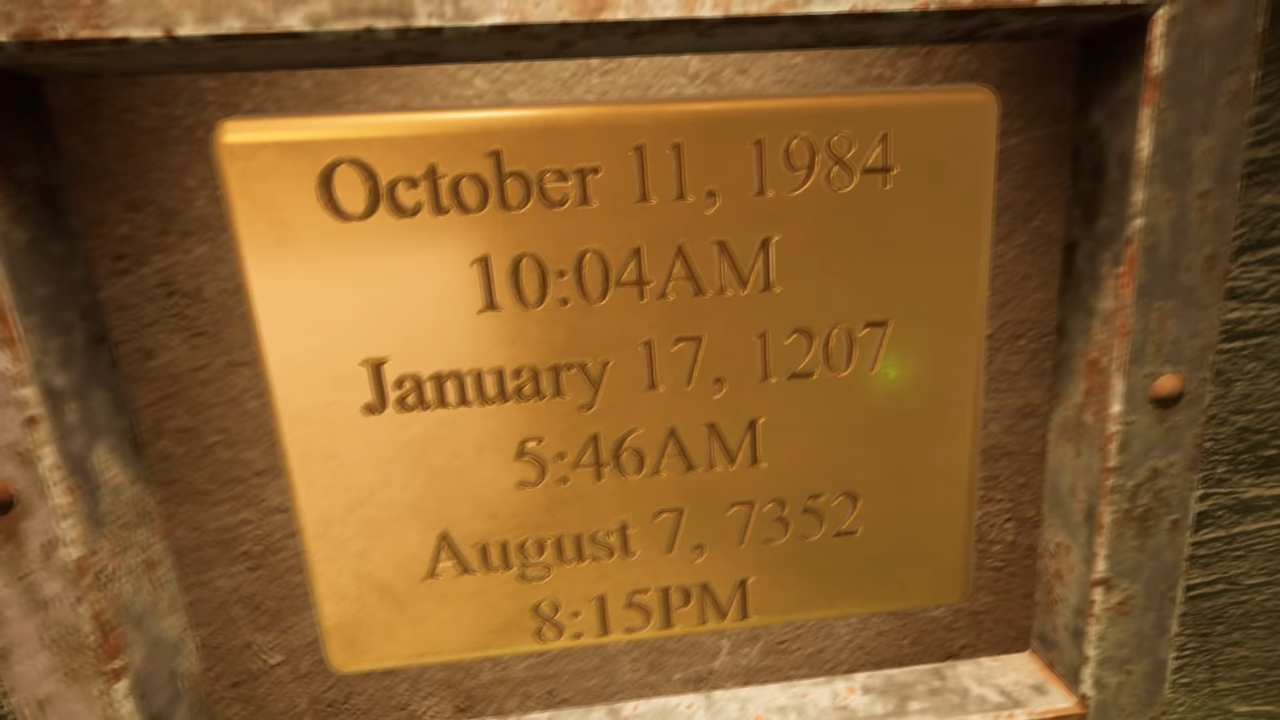 October 11, 1984
10:04AM
January 17, 1207
5:46AM
August 7, 7352
8:15PM